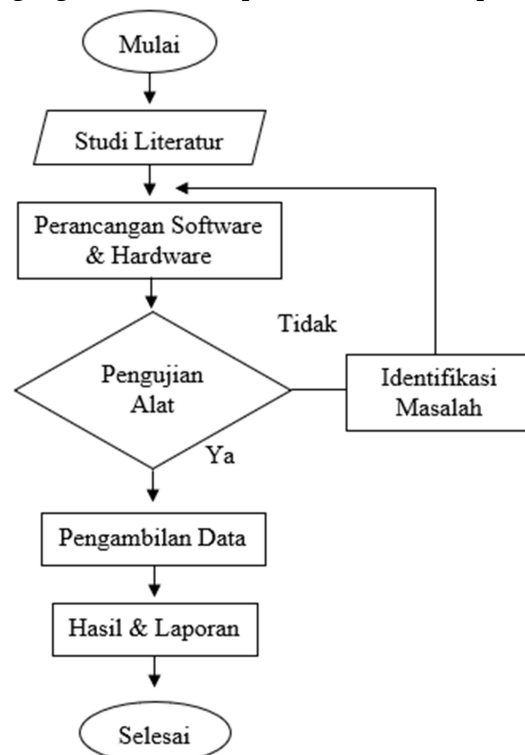 Mulai
Studi Literatur
Perancangan Software
& Hardware
Tidak
Pengujian
Alat
Identifikasi
Masalah
Ya
Pengambilan Data
Hasil & Laporan
Selesai